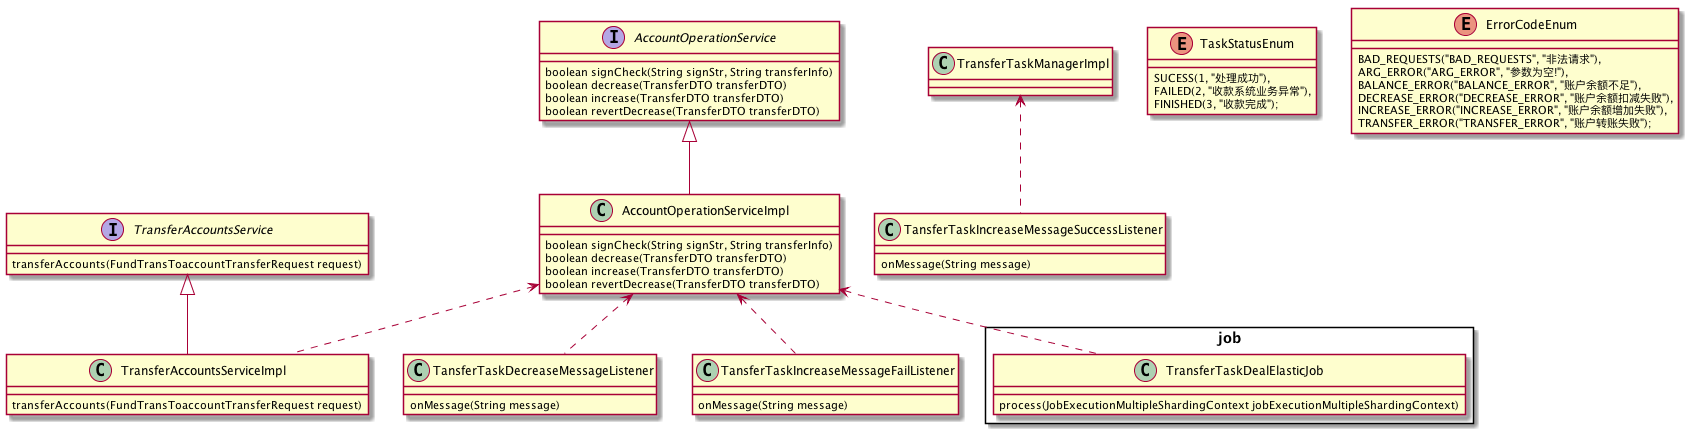 I AccountOperationService
boolean signCheck(String signStr, String transferInfo)
boolean decrease(TransferDTO transferDTO)
boolean increase(TransferDTO transferDTO)
boolean revertDecrease(TransferDTO transferDTO)
C TransferTaskManagerImpl
E TaskStatusEnum
SUCESS(1, "处理成功"),
FAILED(2, "收款系统业务异常"),
FINISHED(3, "收款完成");
E ErrorCodeEnum
BAD_REQUESTS("BAD_REQUESTS", "非法请求"),
ARG_ERROR("ARG_ERROR", "参数为空!"),
BALANCE_ERROR("BALANCE_ERROR", "账户余额不足"),
DECREASE_ERROR("DECREASE_ERROR", "账户余额扣减失败"),
INCREASE_ERROR("INCREASE_ERROR", "账户余额增加失败"),
TRANSFER_ERROR("TRANSFER_ERROR", "账户转账失败");
I TransferAccountsService
transferAccounts(FundTransToaccountTransferRequest request)
C AccountOperationServiceImpl
boolean signCheck(String signStr, String transferInfo)
boolean decrease(TransferDTO transferDTO)
boolean increase(TransferDTO transferDTO)
boolean revertDecrease(TransferDTO transferDTO)
C TansferTaskIncreaseMessageSuccessListener
onMessage(String message)
C TransferAccountsServiceImpl
transferAccounts(FundTransToaccountTransferRequest request)
C TansferTaskDecreaseMessageListener
onMessage(String message)
C TansferTaskIncreaseMessageFailListener
onMessage(String message)
job
C TransferTaskDealElasticJob
process(JobExecutionMultipleShardingContext jobExecutionMultipleShardingContext)